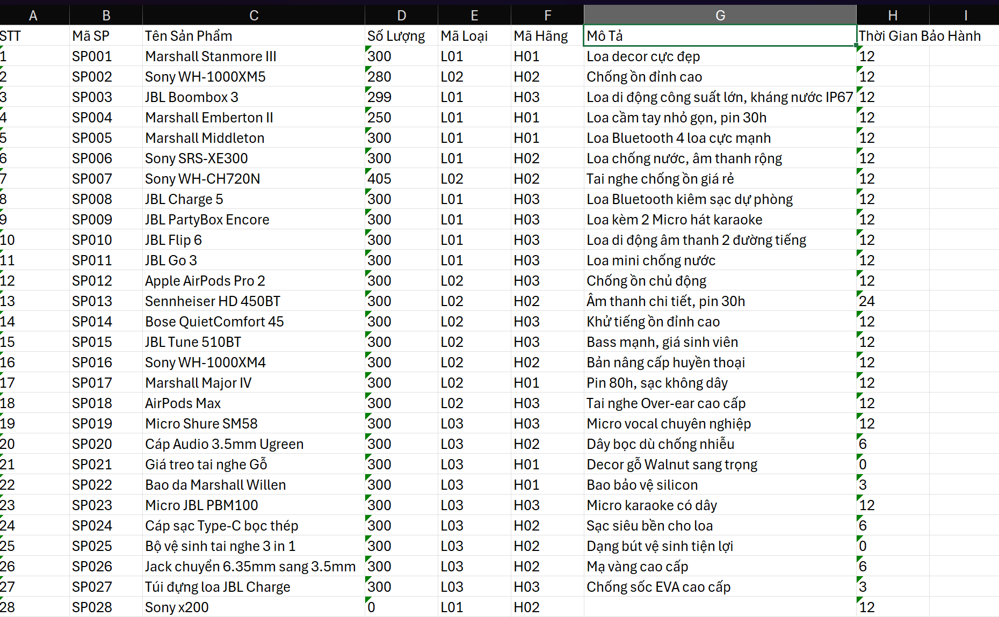 A B C D E F G H I
STT Mã SP Tên Sản Phẩm Số Lượng Mã Loại Mã Hãng Mô Tả Thời Gian Bảo Hành
1 SP001 Marshall Stanmore III 300 L01 H01 Loa decor cực đẹp 12
2 SP002 Sony WH-1000XM5 280 L02 H02 Chống ồn đỉnh cao 12
3 SP003 JBL Boombox 3 299 L01 H03 Loa di động công suất lớn, kháng nước IP67 12
4 SP004 Marshall Emberton II 250 L01 H01 Loa cầm tay nhỏ gọn, pin 30h 12
5 SP005 Marshall Middleton 300 L01 H01 Loa Bluetooth 4 loa cực mạnh 12
6 SP006 Sony SRS-XE300 300 L01 H02 Loa chống nước, âm thanh rộng 12
7 SP007 Sony WH-CH720N 405 L02 H02 Tai nghe chống ồn giá rẻ 12
8 SP008 JBL Charge 5 300 L01 H03 Loa Bluetooth kiêm sạc dự phòng 12
9 SP009 JBL PartyBox Encore 300 L01 H03 Loa kèm 2 Micro hát karaoke 12
10 SP010 JBL Flip 6 300 L01 H03 Loa di động âm thanh 2 đường tiếng 12
11 SP011 JBL Go 3 300 L01 H03 Loa mini chống nước 12
12 SP012 Apple AirPods Pro 2 300 L02 H03 Chống ồn chủ động 12
13 SP013 Sennheiser HD 450BT 300 L02 H02 Âm thanh chi tiết, pin 30h 24
14 SP014 Bose QuietComfort 45 300 L02 H03 Khử tiếng ồn đỉnh cao 12
15 SP015 JBL Tune 510BT 300 L02 H03 Bass mạnh, giá sinh viên 12
16 SP016 Sony WH-1000XM4 300 L02 H02 Bản nâng cấp huyền thoại 12
17 SP017 Marshall Major IV 300 L02 H01 Pin 80h, sạc không dây 12
18 SP018 AirPods Max 300 L02 H03 Tai nghe Over-ear cao cấp 12
19 SP019 Micro Shure SM58 300 L03 H03 Micro vocal chuyên nghiệp 12
20 SP020 Cáp Audio 3.5mm Ugreen 300 L03 H02 Dây bọc dù chống nhiễu 6
21 SP021 Giá treo tai nghe Gỗ 300 L03 H01 Decor gỗ Walnut sang trọng 0
22 SP022 Bao da Marshall Willen 300 L03 H01 Bao bảo vệ silicon 3
23 SP023 Micro JBL PBM100 300 L03 H03 Micro karaoke có dây 12
24 SP024 Cáp sạc Type-C bọc thép 300 L03 H02 Sạc siêu bền cho loa 6
25 SP025 Bộ vệ sinh tai nghe 3 in 1 300 L03 H02 Dạng bút vệ sinh tiện lợi 0
26 SP026 Jack chuyển 6.35mm sang 3.5mm 300 L03 H02 Mạ vàng cao cấp 6
27 SP027 Túi đựng loa JBL Charge 300 L03 H03 Chống sốc EVA cao cấp 3
28 SP028 Sony x200 0 L01 H02 12